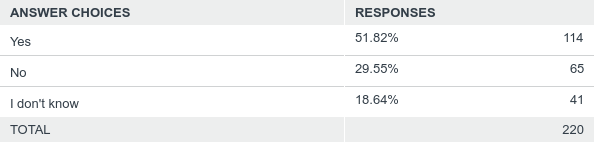 ANSWER CHOICES RESPONSES
Yes 51.82% 114
No 29.55% 65
I don't know 18.64% 41
TOTAL 220